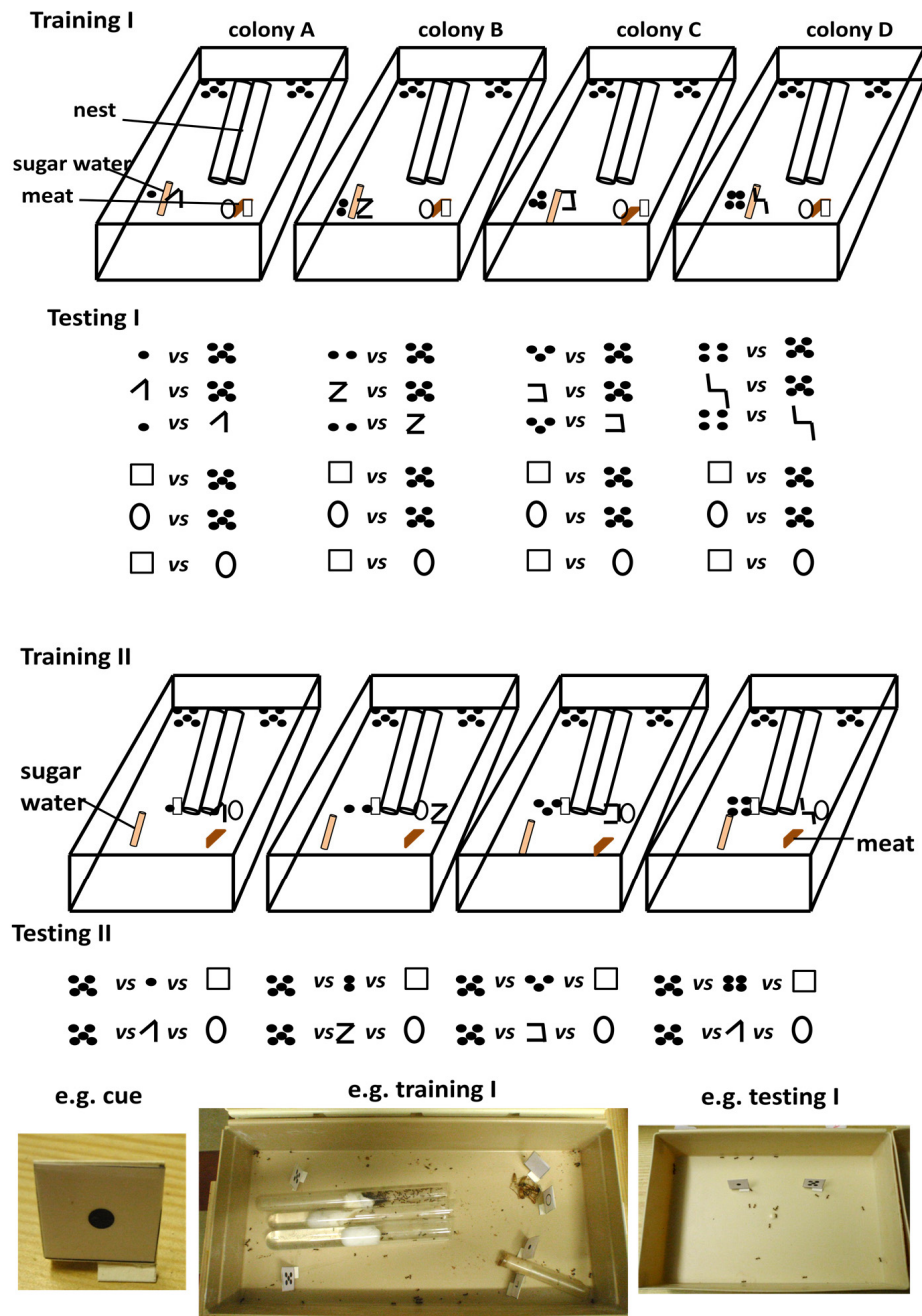 Training I
colony A colony B colony C colony D
nest
sugar water
meat
Testing I
vs vs vs vs
vs vs vs vs
vs vs vs vs
vs vs vs vs
vs vs vs vs
vs vs vs vs
Training II
sugar
water
meat
Testing II
vs vs vs vs vs vs vs vs
vs vs vs Z vs vs vs vs vs
e.g. cue e.g. training I e.g. testing I